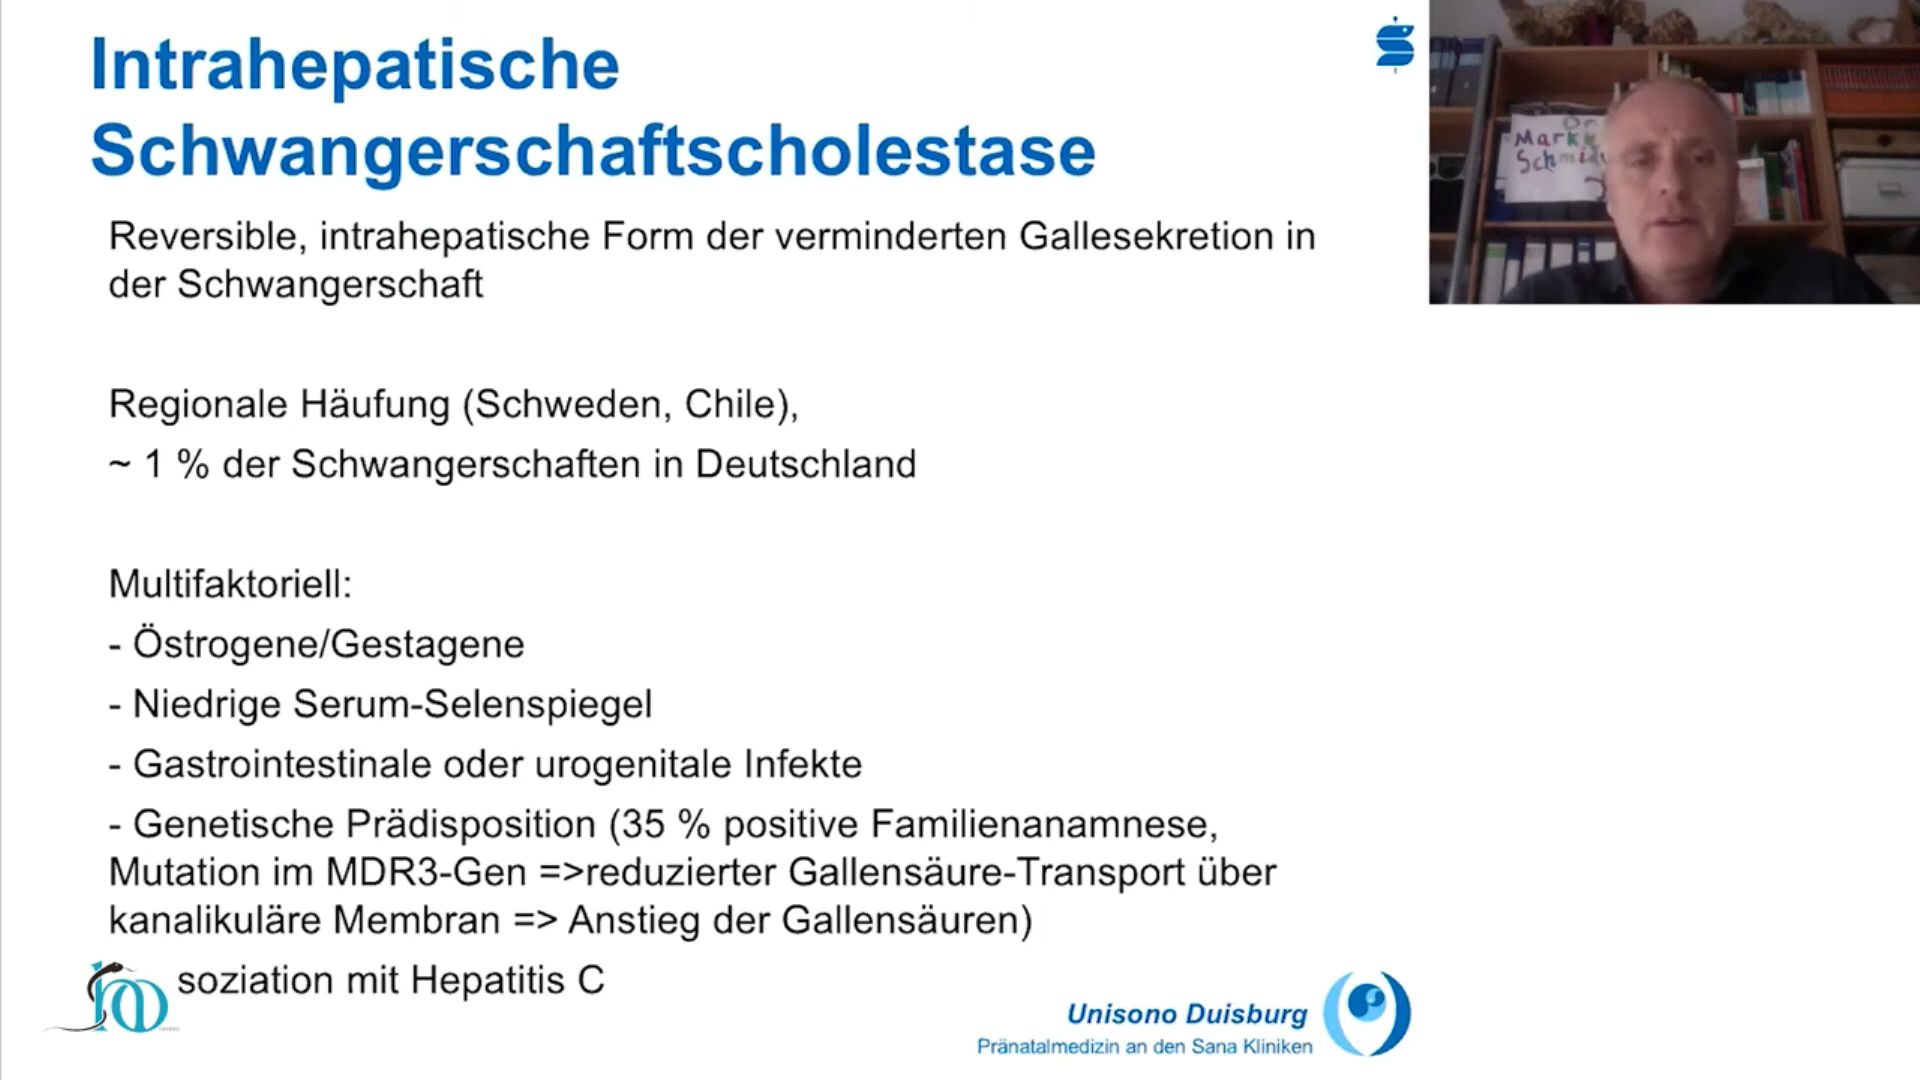 Intrahepatische
Schwangerschaftscholestase
Reversible, intrahepatische Form der verminderten Gallesekretion in
der Schwangerschaft
Regionale Häufung (Schweden, Chile),
~ 1 % der Schwangerschaften in Deutschland
Multifaktoriell:
- Östrogene/Gestagene
- Niedrige Serum-Selenspiegel
- Gastrointestinale oder urogenitale Infekte
- Genetische Prädisposition (35 % positive Familienanamnese,
Mutation im MDR3-Gen =>reduzierter Gallensäure-Transport über
kanalikuläre Membran => Anstieg der Gallensäuren)
soziation mit Hepatitis C
Unisono Duisburg
Pränatalmedizin an den Sana Kliniken
Dr